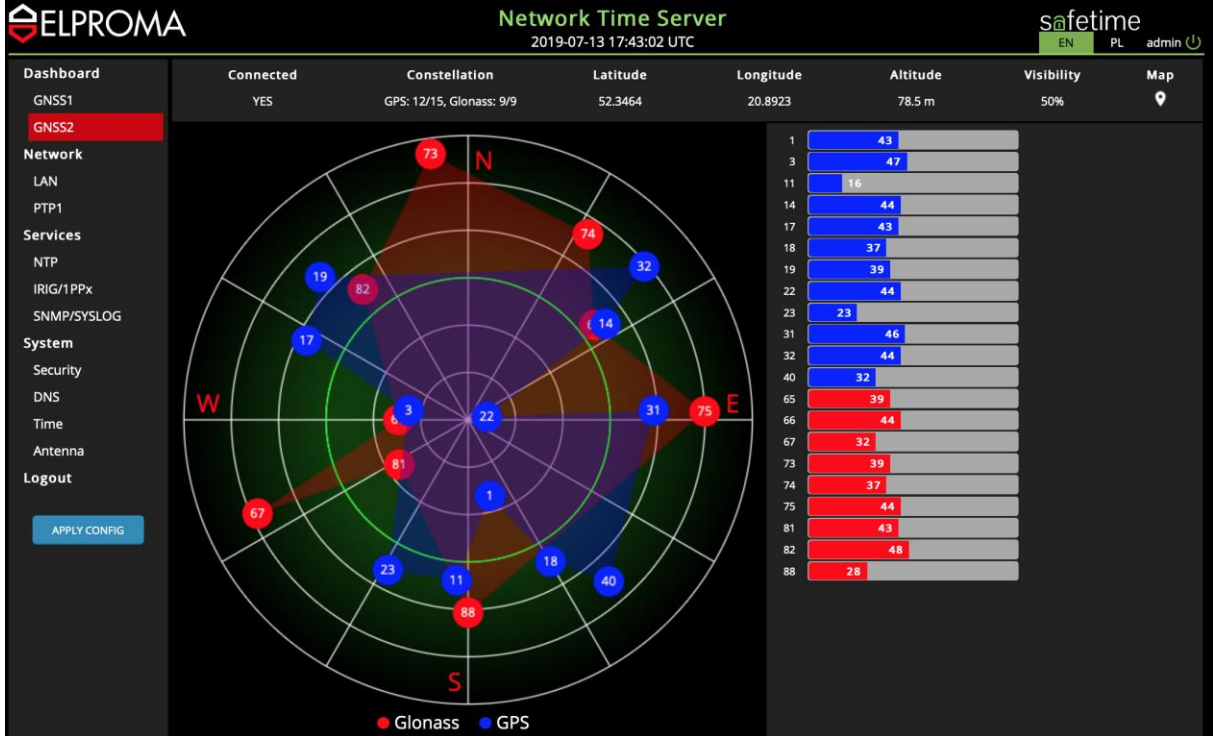 ELPROMA
Network Time Server
2019-07-13 17:43:02 UTC
safetime
EN PL admin
Dashboard
GNSS1
GNSS2
Network
LAN
PTP1
Services
NTP
IRIG/1PPx
SNMP/SYSLOG
System
Security
DNS
Time
Antenna
Logout
APPLY CONFIG
Connected Constellation Latitude Longitude Altitude Visibility Map
YES GPS: 12/15, Glonass: 9/9 52.3464 20.8923 78.5 m 50%
73
N
74
32
19
82
14
17
W
3
22
31
75
E
81
1
67
23
11
18
40
88
S
Glonass GPS
1 43
3 47
11 16
14 44
17 43
18 37
19 39
22 44
23 23
31 46
32 44
40 32
65 39
66 44
67 32
73 39
74 37
75 44
81 43
82 48
88 28